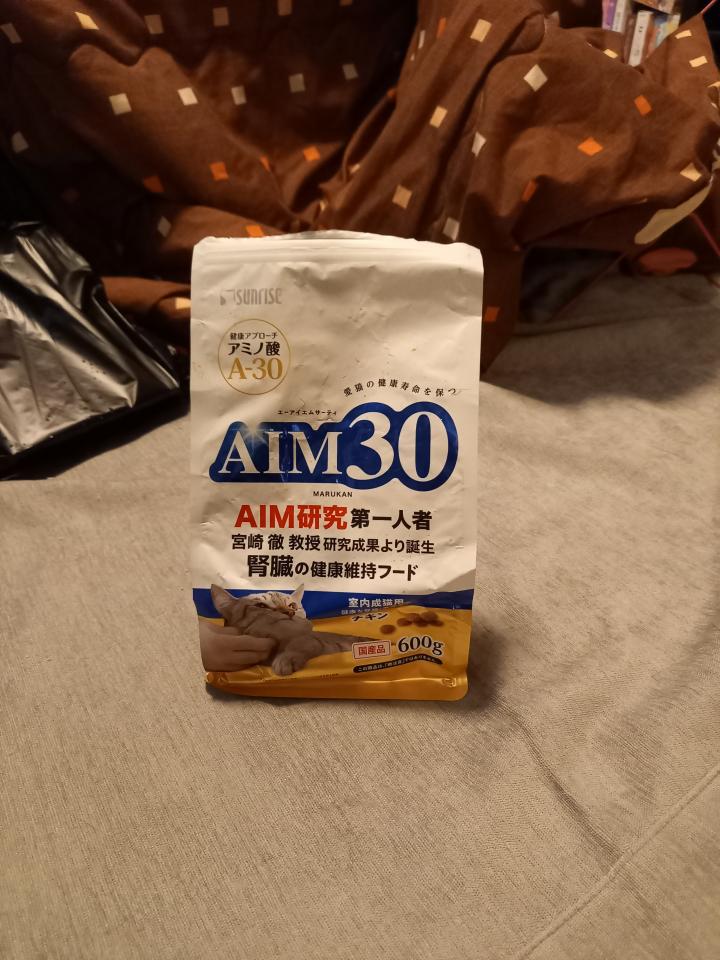 SUNRISE
健康アプローチ
アミノ酸
A-30
愛猫の健康寿命を保つ
エーアイエムサーティ
AIM30
MARUKAN
AIM研究第一人者
宮崎 徹 教授 研究成果より誕生
腎臓の健康維持フード
室内成猫用
チキン
国産品 600g